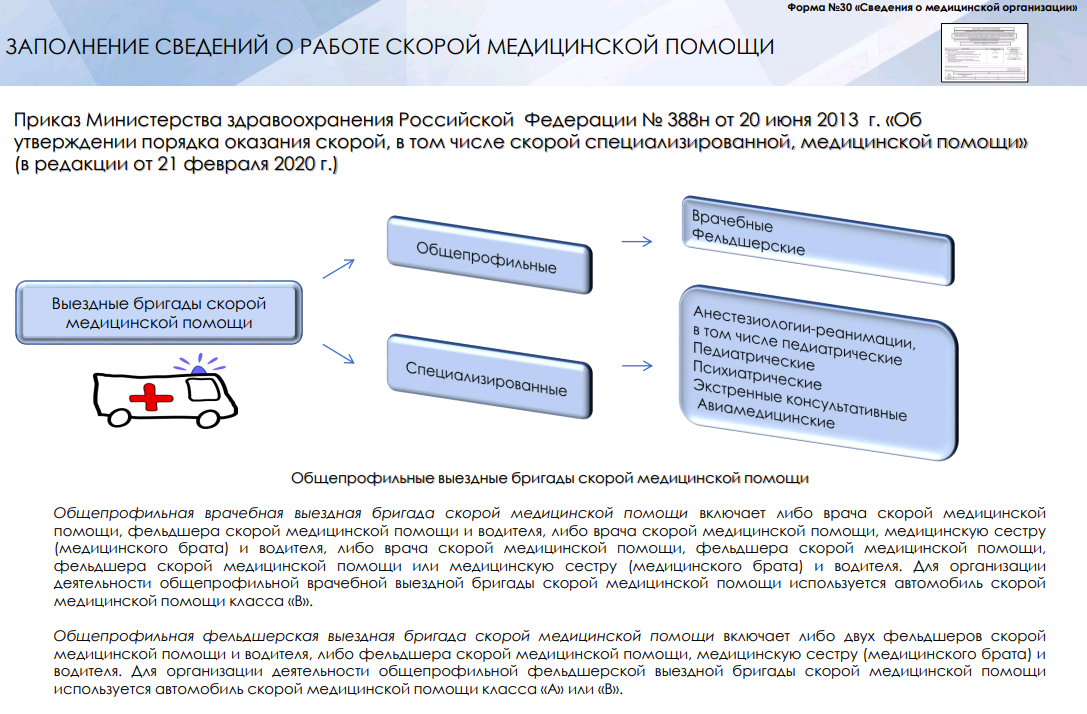 Форма №30 «Сведения о медицинской организации»
ЗАПОЛНЕНИЕ СВЕДЕНИЙ О РАБОТЕ СКОРОЙ МЕДИЦИНСКОЙ ПОМОЩИ
Приказ Министерства здравоохранения Российской Федерации № 388н от 20 июня 2013 г. «Об
утверждении порядка оказания скорой, в том числе скорой специализированной, медицинской помощи»
(в редакции от 21 февраля 2020 г.)
Выездные бригады скорой
медицинской помощи
Общепрофильные
Врачебные
Фельдшерские
Специализированные
Анестезиологии-реанимации,
в том числе педиатрические
Педиатрические
Психиатрические
Экстренные консультативные
Авиамедицинские
Общепрофильные выездные бригады скорой медицинской помощи
Общепрофильная врачебная выездная бригада скорой медицинской помощи включает либо врача скорой медицинской
помощи, фельдшера скорой медицинской помощи и водителя, либо врача скорой медицинской помощи, медицинскую сестру
(медицинского брата) и водителя, либо врача скорой медицинской помощи, фельдшера скорой медицинской помощи,
фельдшера скорой медицинской помощи или медицинскую сестру (медицинского брата) и водителя. Для организации
деятельности общепрофильной врачебной выездной бригады скорой медицинской помощи используется автомобиль скорой
медицинской помощи класса «В».
Общепрофильная фельдшерская выездная бригада скорой медицинской помощи включает либо двух фельдшеров скорой
медицинской помощи и водителя, либо фельдшера скорой медицинской помощи, медицинскую сестру (медицинского брата) и
водителя. Для организации деятельности общепрофильной фельдшерской выездной бригады скорой медицинской помощи
используется автомобиль скорой медицинской помощи класса «А» или «В».